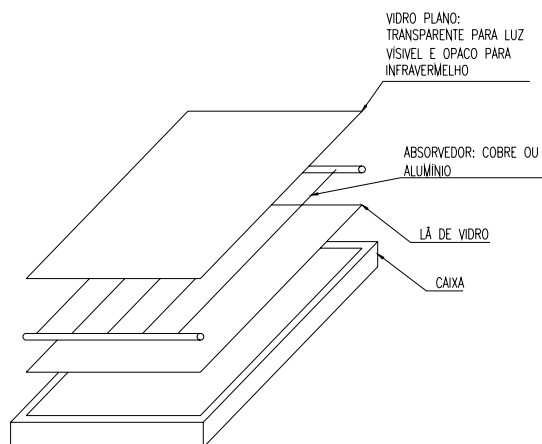 VIDRO PLANO:
TRANSPARENTE PARA LUZ
VÍSIVEL E OPACO PARA
INFRAVERMELHO
ABSORVEDOR: COBRE OU
ALUMÍNIO
LÃ DE VIDRO
CAIXA